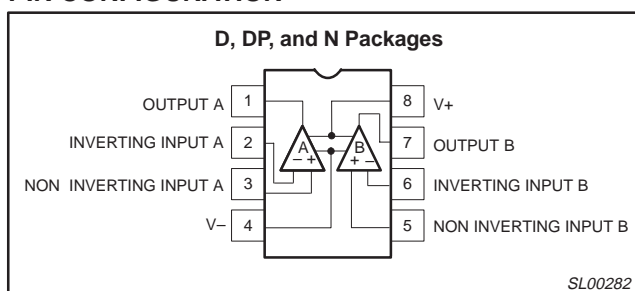 D, DP, and N Packages
OUTPUT A 1
8 V+
INVERTING INPUT A 2
7 OUTPUT B
NON INVERTING INPUT A 3
6 INVERTING INPUT B
V– 4
5 NON INVERTING INPUT B
A
– +
B
+ –
SL00282